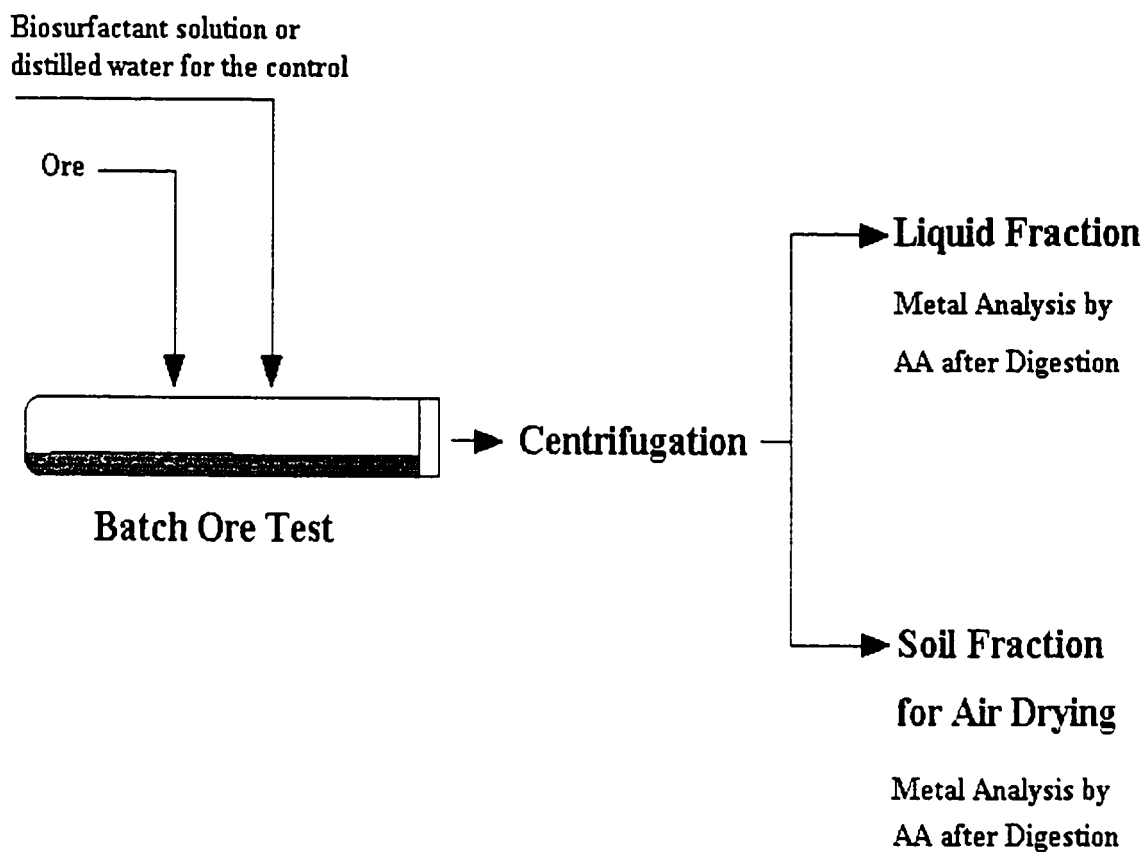 Biosurfactant solution or
distilled water for the control
Ore
Batch Ore Test
Centrifugation
Liquid Fraction
Metal Analysis by
AA after Digestion
Soil Fraction
for Air Drying
Metal Analysis by
AA after Digestion